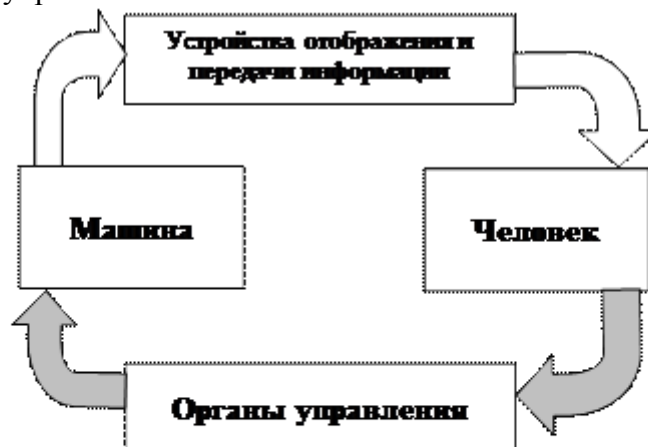 Устройства отображения и
передачи информации
Машина
Человек
Органы управления